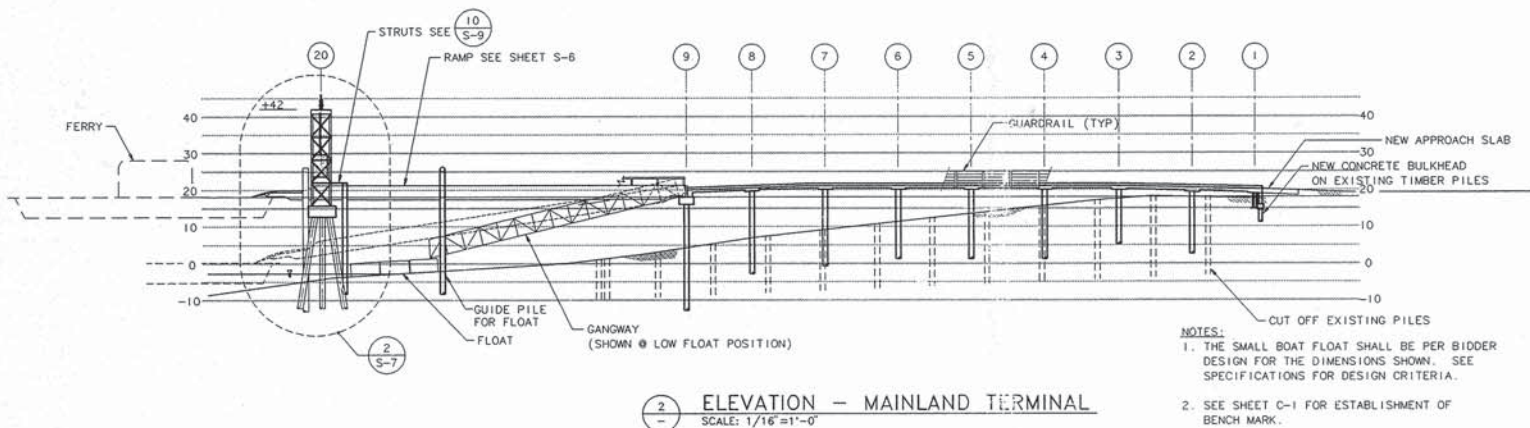 10
S-9
STRUTS SEE
20
RAMP SEE SHEET S-6
9
8
7
6
5
4
3
2
1
+42
40
40
FERRY
GUARDRAIL (TYP)
NEW APPROACH SLAB
30
30
NEW CONCRETE BULKHEAD
ON EXISTING TIMBER PILES
20
20
10
10
0
0
-10
-10
GUIDE PILE
FOR FLOAT
FLOAT
GANGWAY
(SHOWN @ LOW FLOAT POSITION)
CUT OFF EXISTING PILES
2
S-7
NOTES:
1. THE SMALL BOAT FLOAT SHALL BE PER BIDDER
DESIGN FOR THE DIMENSIONS SHOWN. SEE
SPECIFICATIONS FOR DESIGN CRITERIA.
2. SEE SHEET C-1 FOR ESTABLISHMENT OF
BENCH MARK.
2
-
ELEVATION - MAINLAND TERMINAL
SCALE: 1/16"=1'-0"